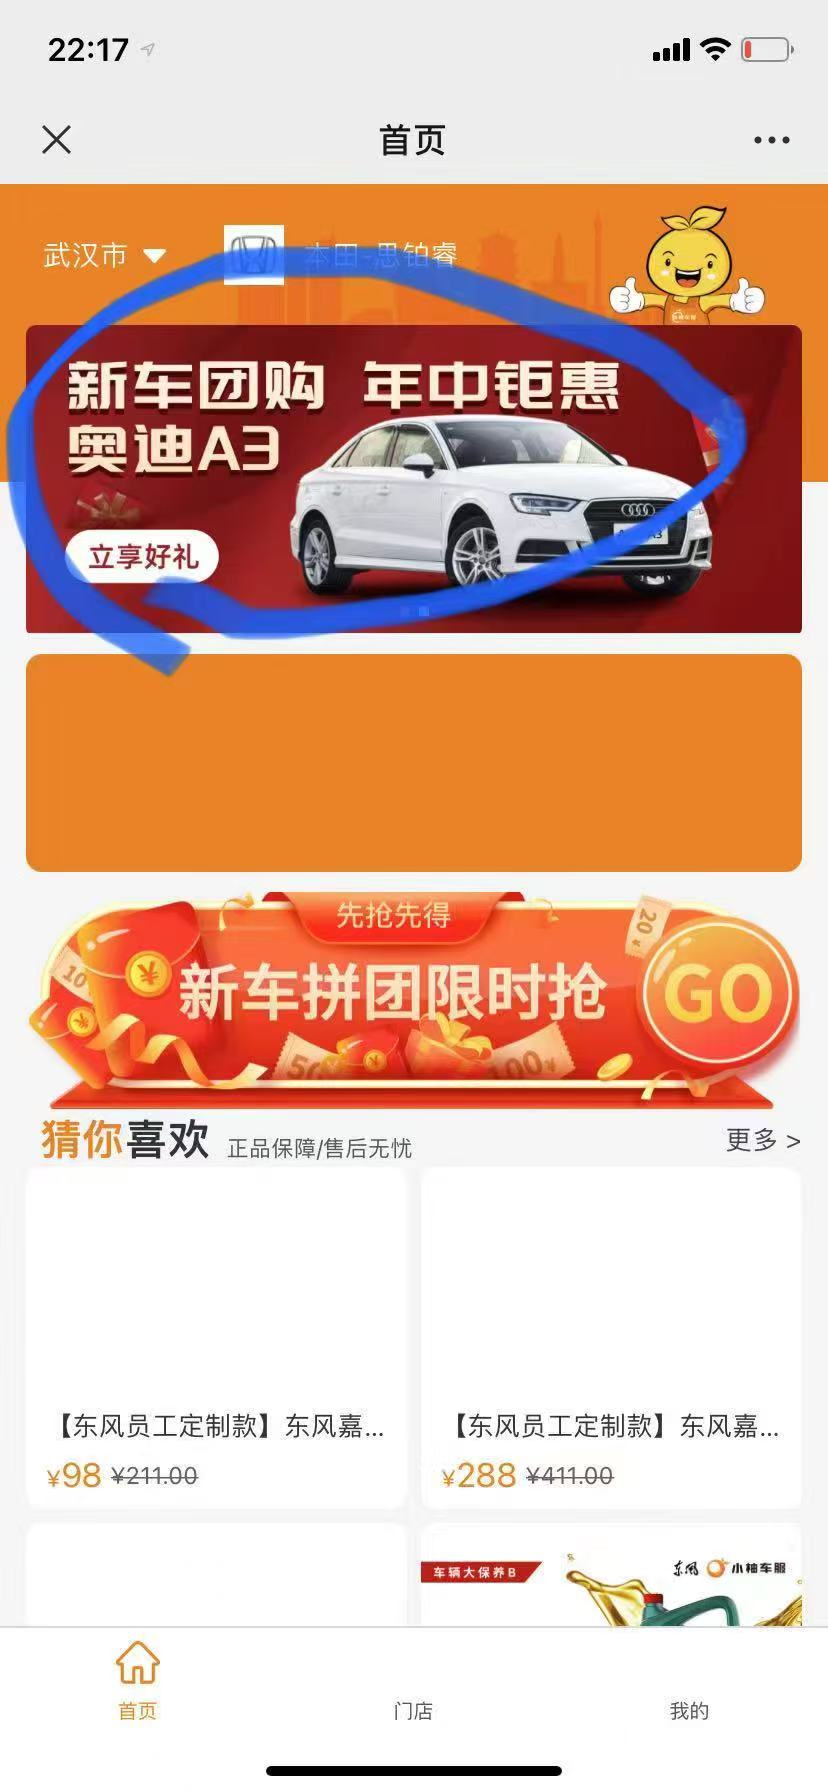 22:17
首页
武汉市
本田-思铂睿
新车团购 年中钜惠
奥迪A3
立享好礼
先抢先得
新车拼团限时抢
GO
10
20
50
100
猜你喜欢 正品保障/售后无忧
更多 >
【东风员工定制款】东风嘉...
¥98 ¥211.00
【东风员工定制款】东风嘉...
¥288 ¥411.00
车辆大保养B
东风 小柚车服
首页
门店
我的